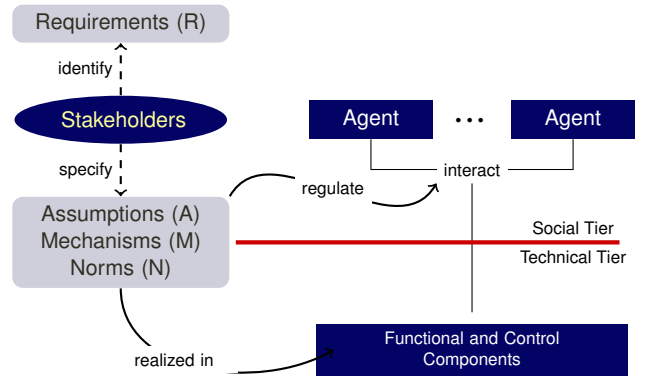 Requirements (R)
identify
Stakeholders
specify
Assumptions (A)
Mechanisms (M)
Norms (N)
regulate
realized in
Agent
Agent
interact
Social Tier
Technical Tier
Functional and Control
Components